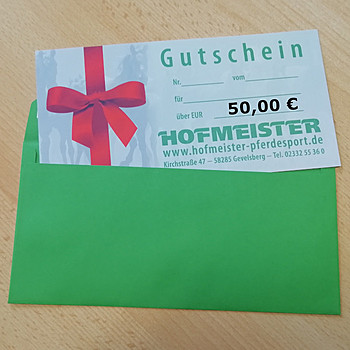 Gutschein
Nr. vom
für
über EUR 50,00 €
HOFMEISTER
www.hofmeister-pferdesport.de
Kirchstraße 47 – 58285 Gevelsberg – Tel. 02332 55 36 0